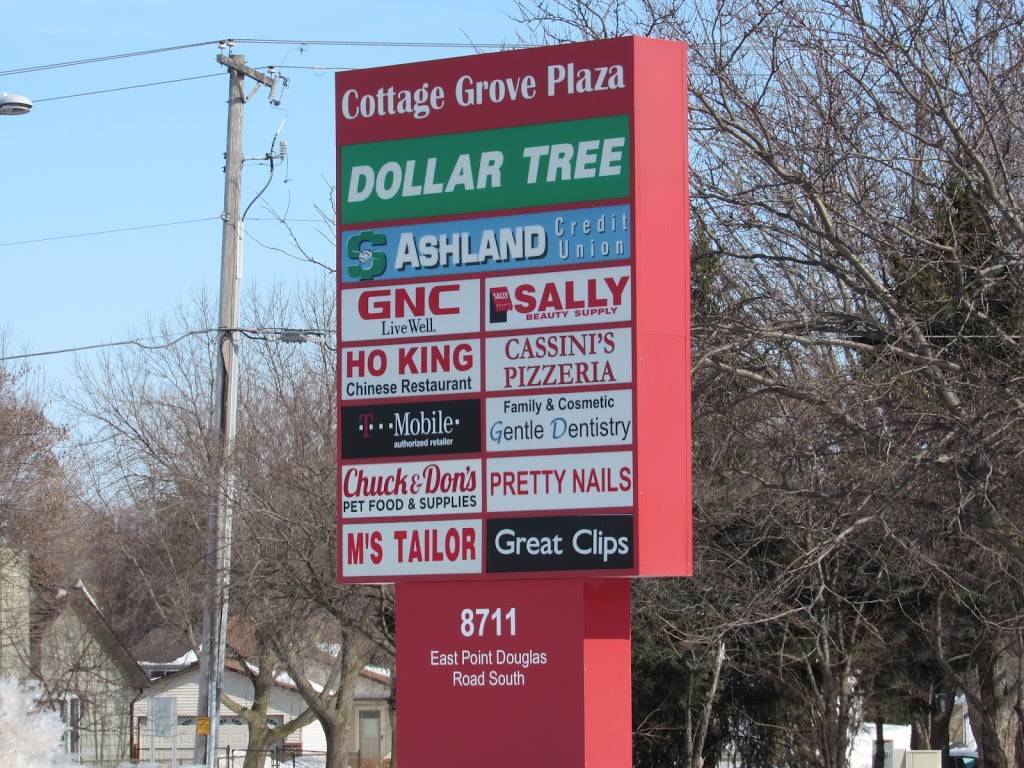 Cottage Grove Plaza
DOLLAR TREE
ASHLAND Credit
Union
GNC
Live Well.
SALLY
BEAUTY SUPPLY
HO KING
Chinese Restaurant
CASSINI'S
PIZZERIA
T··Mobile·
authorized retailer
Family & Cosmetic
Gentle Dentistry
Chuck & Don's
PET FOOD & SUPPLIES
PRETTY NAILS
M'S TAILOR
Great Clips
8711
East Point Douglas
Road South